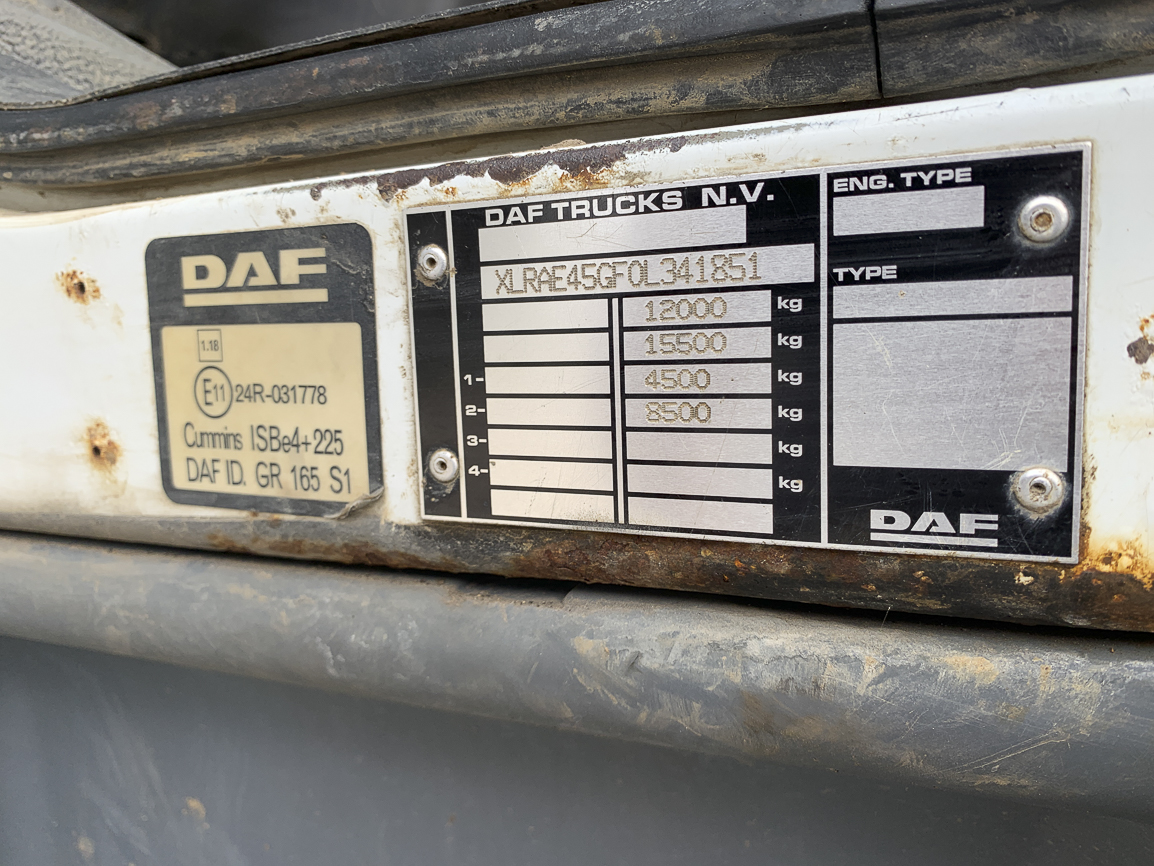 DAF
1.18
E11 24R-031778
Cummins ISBe4+225
DAF ID. GR 165 S1
DAF TRUCKS N.V.
XLRAE45GF0L341851
12000 kg
15500 kg
1- 4500 kg
2- 8500 kg
3- kg
4- kg
ENG. TYPE
TYPE
DAF